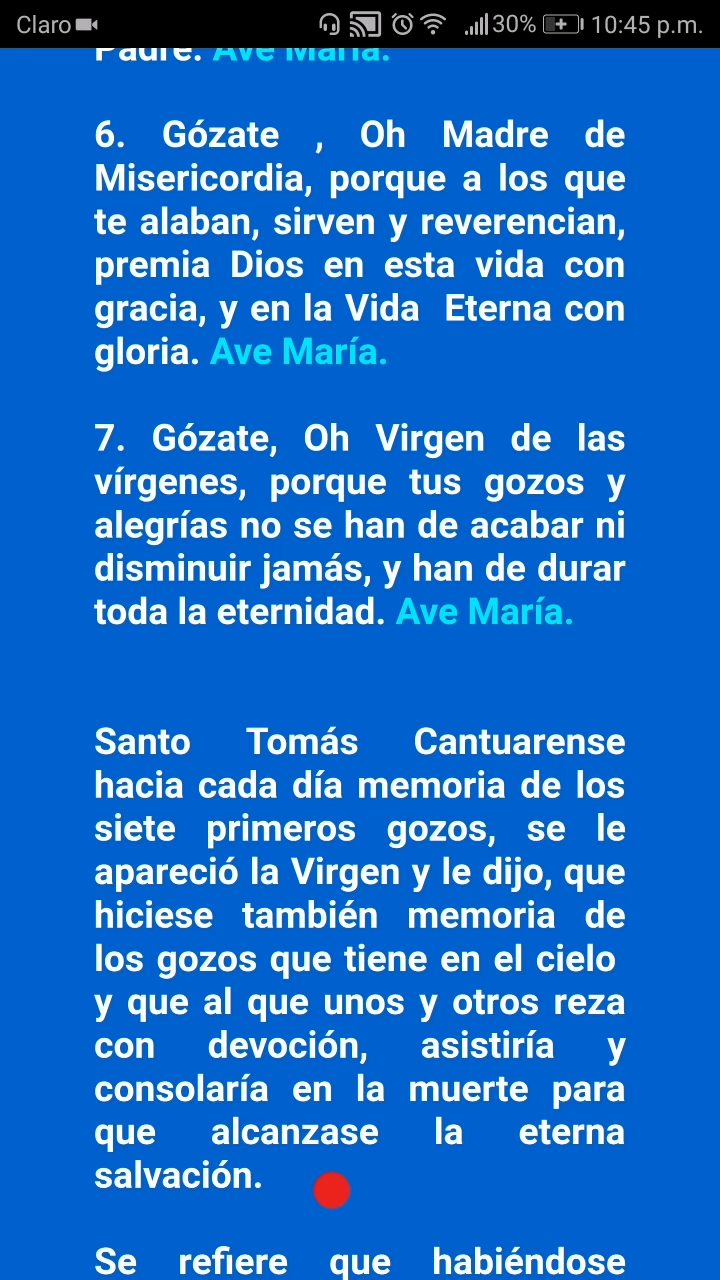 Claro 30% 10:45 p.m.
Padre. Ave María.
6. Gózate , Oh Madre de
Misericordia, porque a los que
te alaban, sirven y reverencian,
premia Dios en esta vida con
gracia, y en la Vida Eterna con
gloria. Ave María.
7. Gózate, Oh Virgen de las
vírgenes, porque tus gozos y
alegrías no se han de acabar ni
disminuir jamás, y han de durar
toda la eternidad. Ave María.
Santo Tomás Cantuarense
hacia cada día memoria de los
siete primeros gozos, se le
apareció la Virgen y le dijo, que
hiciese también memoria de
los gozos que tiene en el cielo
y que al que unos y otros reza
con devoción, asistiría y
consolaría en la muerte para
que alcanzase la eterna
salvación.
Se refiere que habiéndose